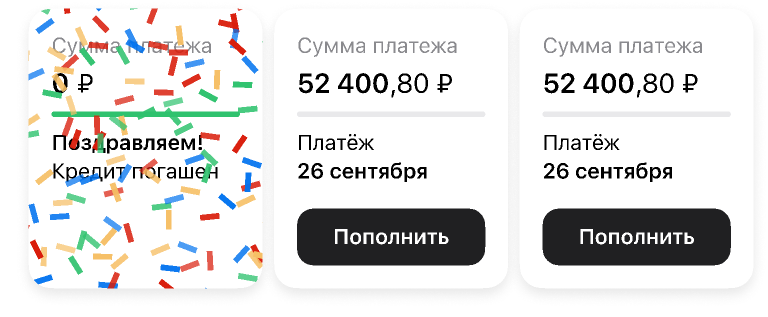 Сумма платежа
0 ₽
Поздравляем!
Кредит погашен
Сумма платежа
52 400,80 ₽
Платёж
26 сентября
Пополнить
Сумма платежа
52 400,80 ₽
Платёж
26 сентября
Пополнить